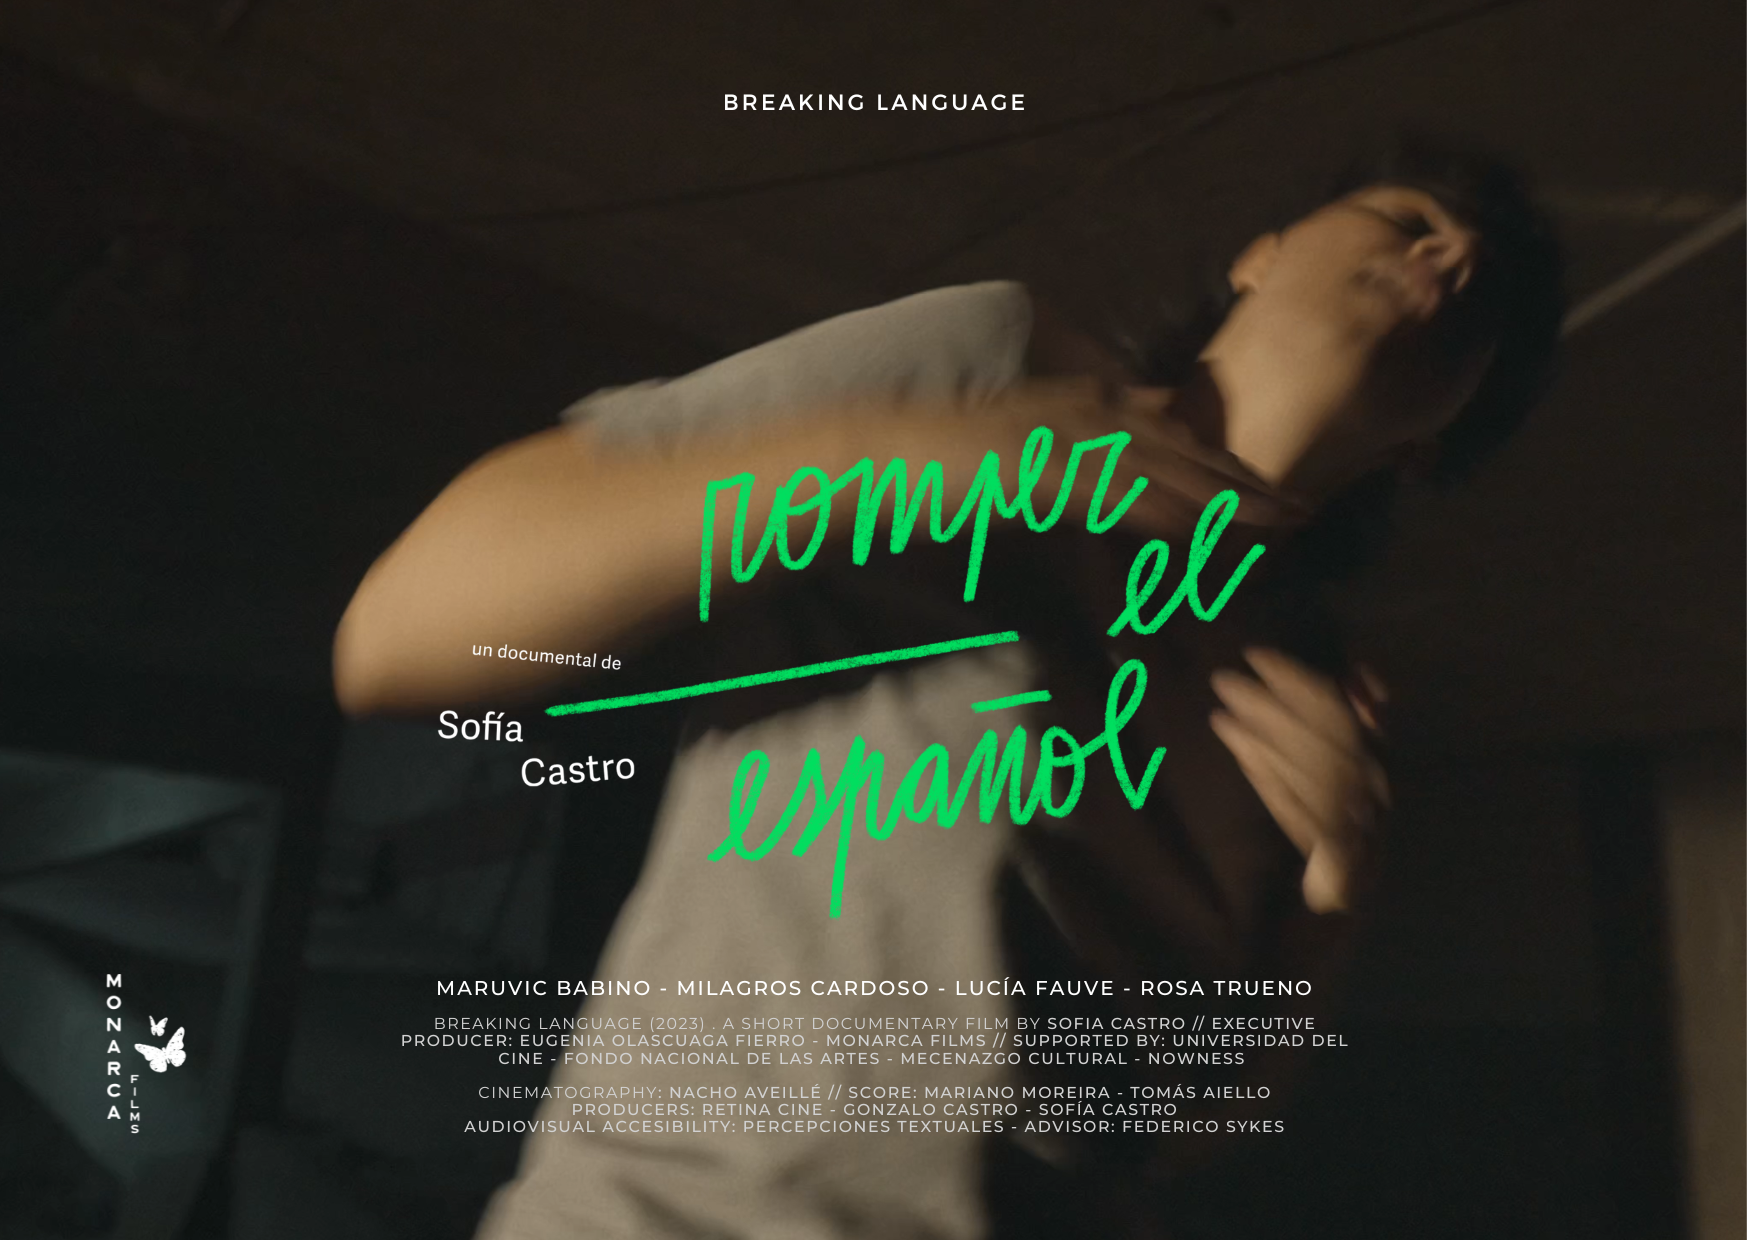 BREAKING LANGUAGE
romper
el
español
un documental de
Sofía
Castro
MARUVIC BABINO - MILAGROS CARDOSO - LUCÍA FAUVE - ROSA TRUENO
BREAKING LANGUAGE (2023) . A SHORT DOCUMENTARY FILM BY SOFIA CASTRO // EXECUTIVE
PRODUCER: EUGENIA OLASCUAGA FIERRO - MONARCA FILMS // SUPPORTED BY: UNIVERSIDAD DEL
CINE - FONDO NACIONAL DE LAS ARTES - MECENAZGO CULTURAL - NOWNESS
CINEMATOGRAPHY: NACHO AVEILLÉ // SCORE: MARIANO MOREIRA - TOMÁS AIELLO
PRODUCERS: RETINA CINE - GONZALO CASTRO - SOFÍA CASTRO
AUDIOVISUAL ACCESIBILITY: PERCEPCIONES TEXTUALES - ADVISOR: FEDERICO SYKES
MONARCA
FILMS